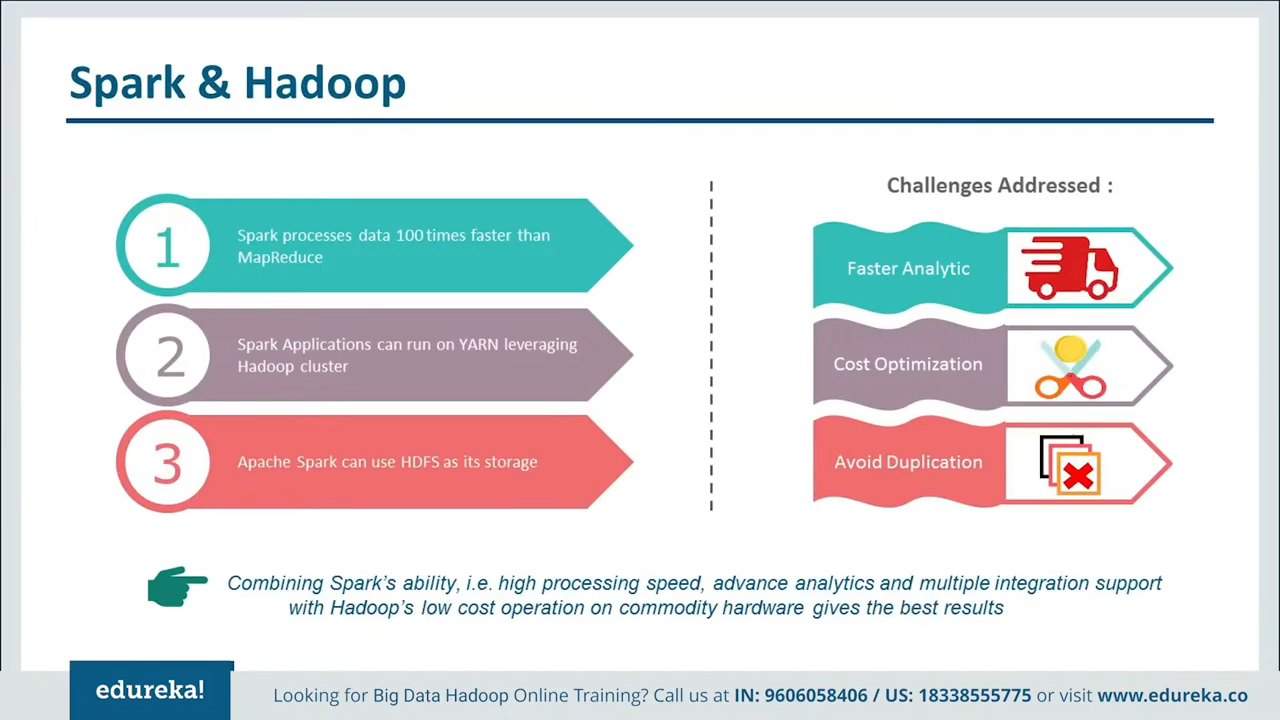 Spark & Hadoop
1
Spark processes data 100 times faster than
MapReduce
2
Spark Applications can run on YARN leveraging
Hadoop cluster
3
Apache Spark can use HDFS as its storage
Challenges Addressed :
Faster Analytic
Cost Optimization
Avoid Duplication
Combining Spark's ability, i.e. high processing speed, advance analytics and multiple integration support
with Hadoop's low cost operation on commodity hardware gives the best results
edureka!
Looking for Big Data Hadoop Online Training? Call us at IN: 9606058406 / US: 18338555775 or visit www.edureka.co